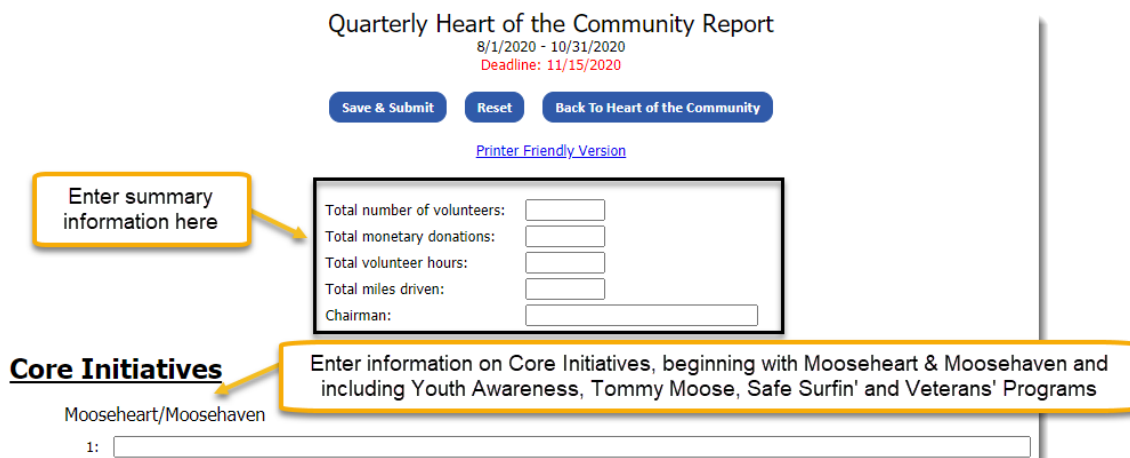 Quarterly Heart of the Community Report
8/1/2020 - 10/31/2020
Deadline: 11/15/2020
Save & Submit Reset Back To Heart of the Community
Printer Friendly Version
Enter summary
information here
Total number of volunteers:
Total monetary donations:
Total volunteer hours:
Total miles driven:
Chairman:
Core Initiatives
Enter information on Core Initiatives, beginning with Mooseheart & Moosehaven and
including Youth Awareness, Tommy Moose, Safe Surfin' and Veterans' Programs
Mooseheart/Moosehaven
1: